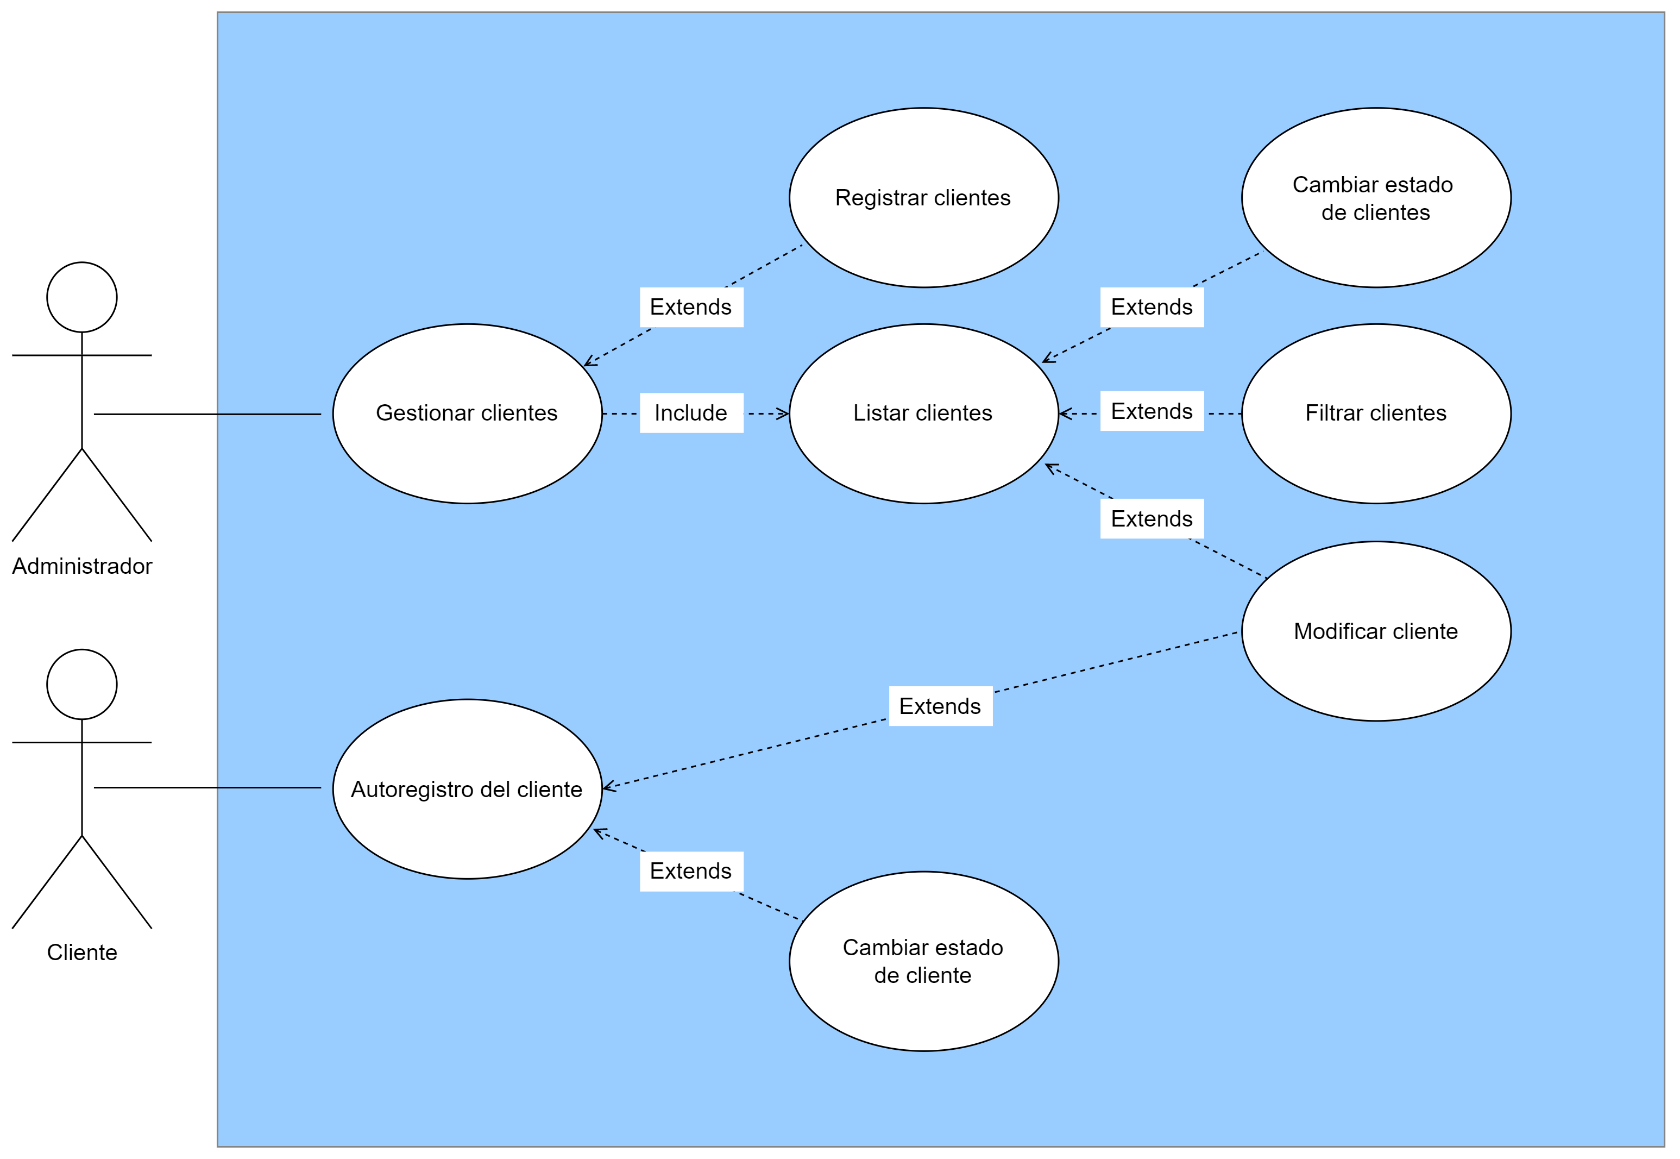 Registrar clientes
Cambiar estado
de clientes
Extends
Extends
Gestionar clientes
Include
Listar clientes
Extends
Filtrar clientes
Extends
Administrador
Modificar cliente
Extends
Autoregistro del cliente
Extends
Cliente
Cambiar estado
de cliente